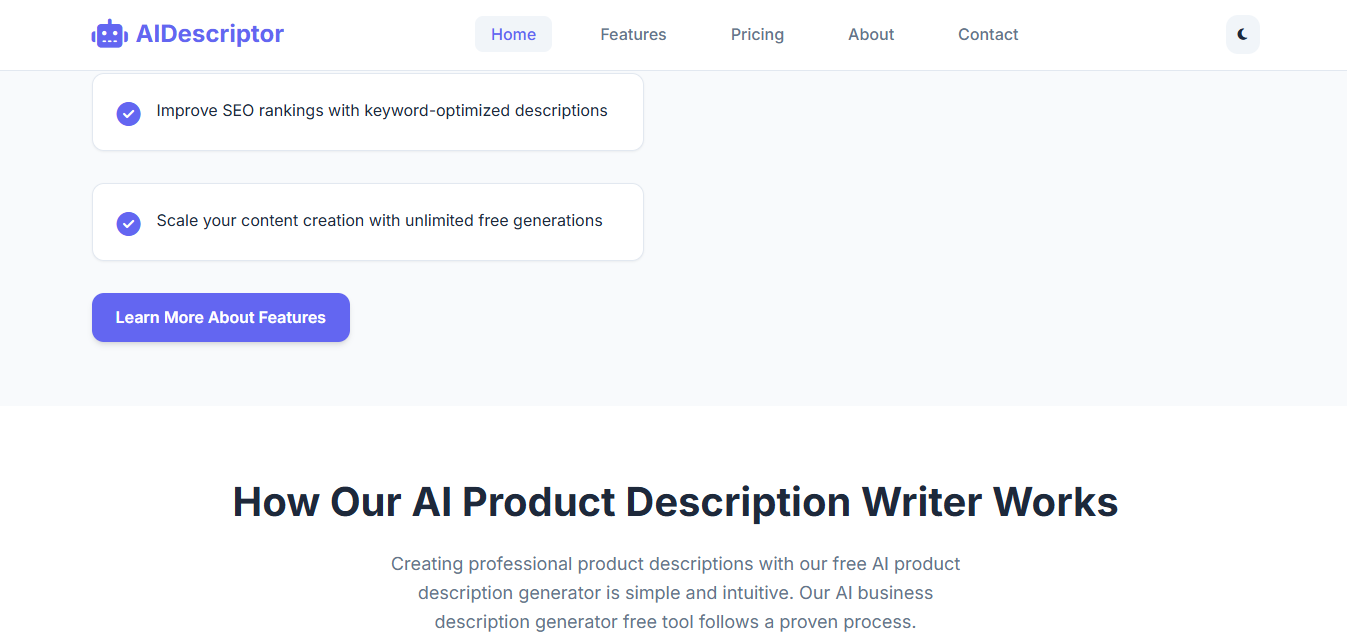 AIDescriptor
Home
Features
Pricing
About
Contact
Improve SEO rankings with keyword-optimized descriptions
Scale your content creation with unlimited free generations
Learn More About Features
How Our AI Product Description Writer Works
Creating professional product descriptions with our free AI product
description generator is simple and intuitive. Our AI business
description generator free tool follows a proven process.